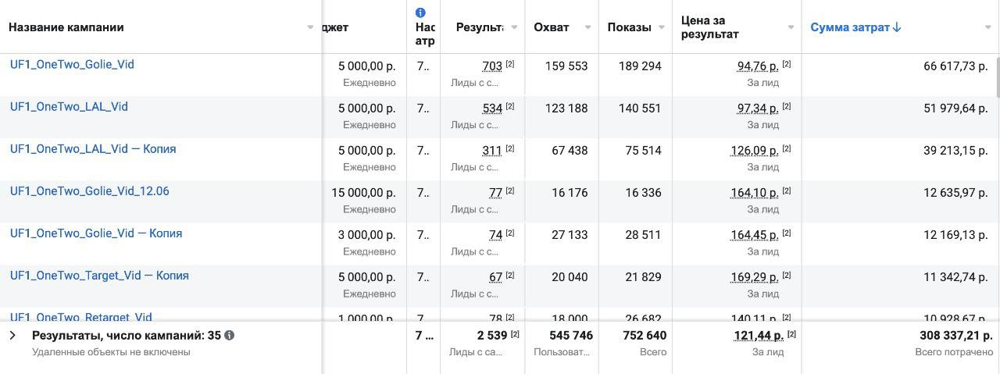 Название кампании джет Нас атр Результ Охват Показы Цена за результат Сумма затрат↓
UF1_OneTwo_Golie_Vid 5 000,00 р. 7.. 703 [2] 159 553 189 294 94,76 р. [2] 66 617,73 р.
Ежедневно Лиды с с... За лид
UF1_OneTwo_LAL_Vid 5 000,00 р. 7.. 534 [2] 123 188 140 551 97,34 р. [2] 51 979,64 р.
Ежедневно Лиды с с... За лид
UF1_OneTwo_LAL_Vid — Копия 5 000,00 р. 7.. 311 [2] 67 438 75 514 126,09 р. [2] 39 213,15 р.
Ежедневно Лиды с с... За лид
UF1_OneTwo_Golie_Vid_12.06 15 000,00 р. 7.. 77 [2] 16 176 16 336 164,10 р. [2] 12 635,97 р.
Ежедневно Лиды с с... За лид
UF1_OneTwo_Golie_Vid — Копия 3 000,00 р. 7.. 74 [2] 27 133 28 511 164,45 р. [2] 12 169,13 р.
Ежедневно Лиды с с... За лид
UF1_OneTwo_Target_Vid — Копия 5 000,00 р. 7.. 67 [2] 20 040 21 829 169,29 р. [2] 11 342,74 р.
Ежедневно Лиды с с... За лид
UF1_OneTwo_Retarget_Vid 1 000,00 р. 7 78 [2] 18 000 26 682 140,11 р. [2] 10 928,67 р.
Результаты, число кампаний: 35 7 ... 2 539 [2] 545 746 752 640 121,44 р. [2] 308 337,21 р.
Удаленные объекты не включены Лиды с са... Пользоват... Всего За лид Всего потрачено